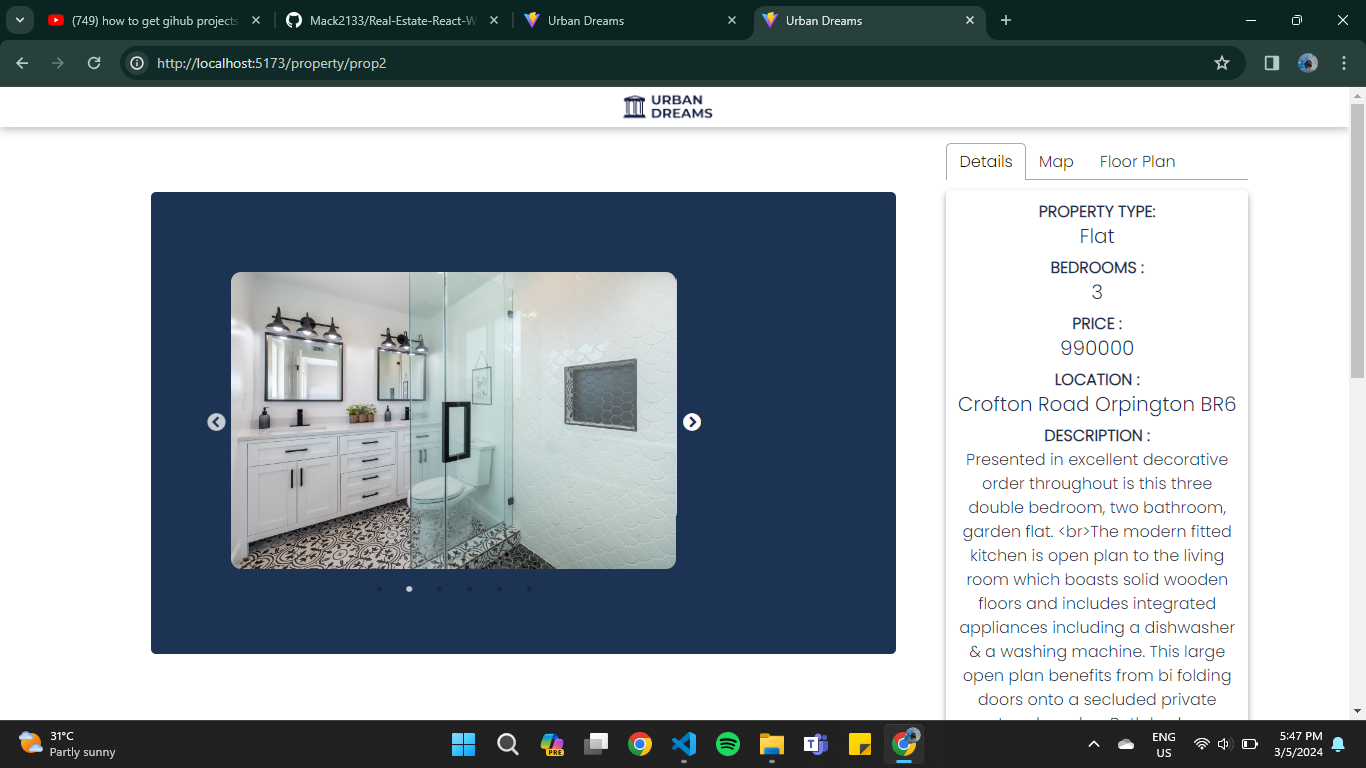 (749) how to get gihub projects
Mack2133/Real-Estate-React-W
Urban Dreams
Urban Dreams
http://localhost:5173/property/prop2
URBAN
DREAMS
Details
Map
Floor Plan
PROPERTY TYPE:
Flat
BEDROOMS :
3
PRICE :
990000
LOCATION :
Crofton Road Orpington BR6
DESCRIPTION :
Presented in excellent decorative
order throughout is this three
double bedroom, two bathroom,
garden flat. <br>The modern fitted
kitchen is open plan to the living
room which boasts solid wooden
floors and includes integrated
appliances including a dishwasher
& a washing machine. This large
open plan benefits from bi folding
doors onto a secluded private
31°C
Partly sunny
PRE
ENG
US
5:47 PM
3/5/2024